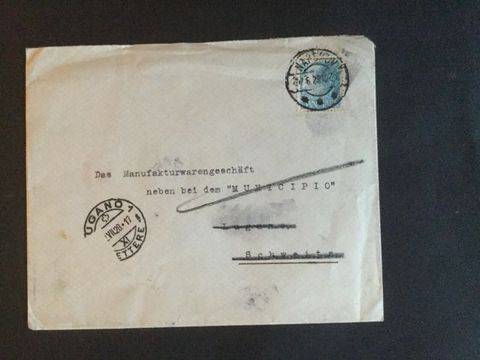 Das Manufakturwarengeschäft
neben bei dem "MUNICIPIO"
Lugano
Schweiz
LUGANO 1
LETTERE